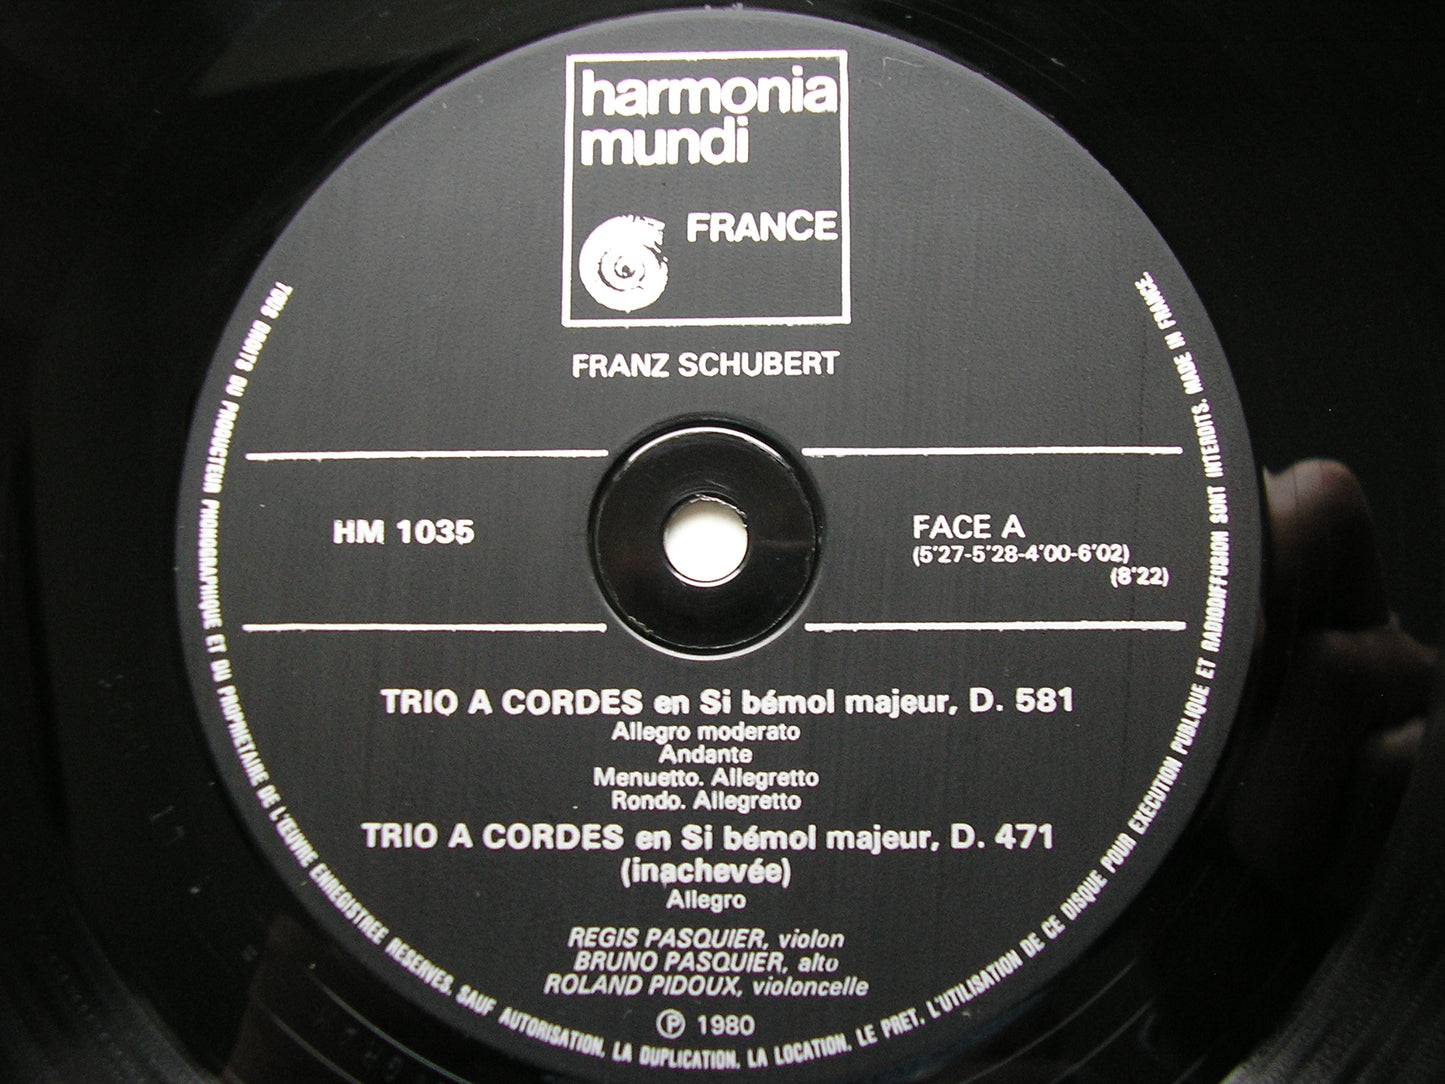 harmonia
mundi
FRANCE
FRANZ SCHUBERT
HM 1035
FACE A
(5'27-5'28-4'00-6'02)
(8'22)
TRIO A CORDES en Si bémol majeur, D. 581
Allegro moderato
Andante
Menuetto. Allegretto
Rondo. Allegretto
TRIO A CORDES en Si bémol majeur, D. 471
(inachevée)
Allegro
REGIS PASQUIER, violon
BRUNO PASQUIER, alto
ROLAND PIDOUX, violoncelle
Ⓟ 1980
TOUS DROITS DU PRODUCTEUR PHONOGRAPHIQUE ET DU PROPRIETAIRE DE L'ŒUVRE ENREGISTREE RESERVES. SAUF AUTORISATION, LA DUPLICATION, LA LOCATION, LE PRET, L'UTILISATION DE CE DISQUE POUR EXECUTION PUBLIQUE ET RADIODIFFUSION SONT INTERDITS. MADE IN FRANCE.